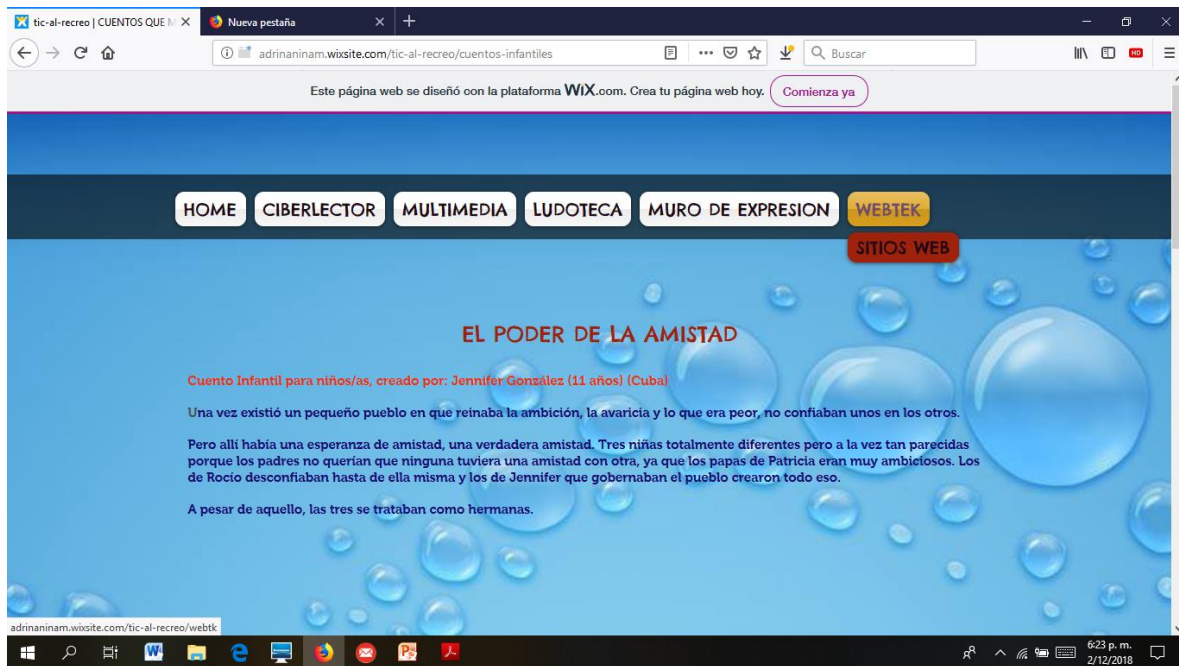 tic-al-recreo | CUENTOS QUE M
Nueva pestaña
adrinaninam.wixsite.com/tic-al-recreo/cuentos-infantiles
Buscar
HD
Este página web se diseñó con la plataforma WiX.com. Crea tu página web hoy. Comienza ya
HOME CIBERLECTOR MULTIMEDIA LUDOTECA MURO DE EXPRESION WEBTEK
SITIOS WEB
EL PODER DE LA AMISTAD
Cuento Infantil para niños/as, creado por: Jennifer González (11 años) (Cuba)
Una vez existió un pequeño pueblo en que reinaba la ambición, la avaricia y lo que era peor, no confiaban unos en los otros.
Pero allí había una esperanza de amistad, una verdadera amistad. Tres niñas totalmente diferentes pero a la vez tan parecidas
porque los padres no querían que ninguna tuviera una amistad con otra, ya que los papas de Patricia eran muy ambiciosos. Los
de Rocío desconfiaban hasta de ella misma y los de Jennifer que gobernaban el pueblo crearon todo eso.
A pesar de aquello, las tres se trataban como hermanas.
adrinaninam.wixsite.com/tic-al-recreo/webtk
6:23 p. m.
2/12/2018